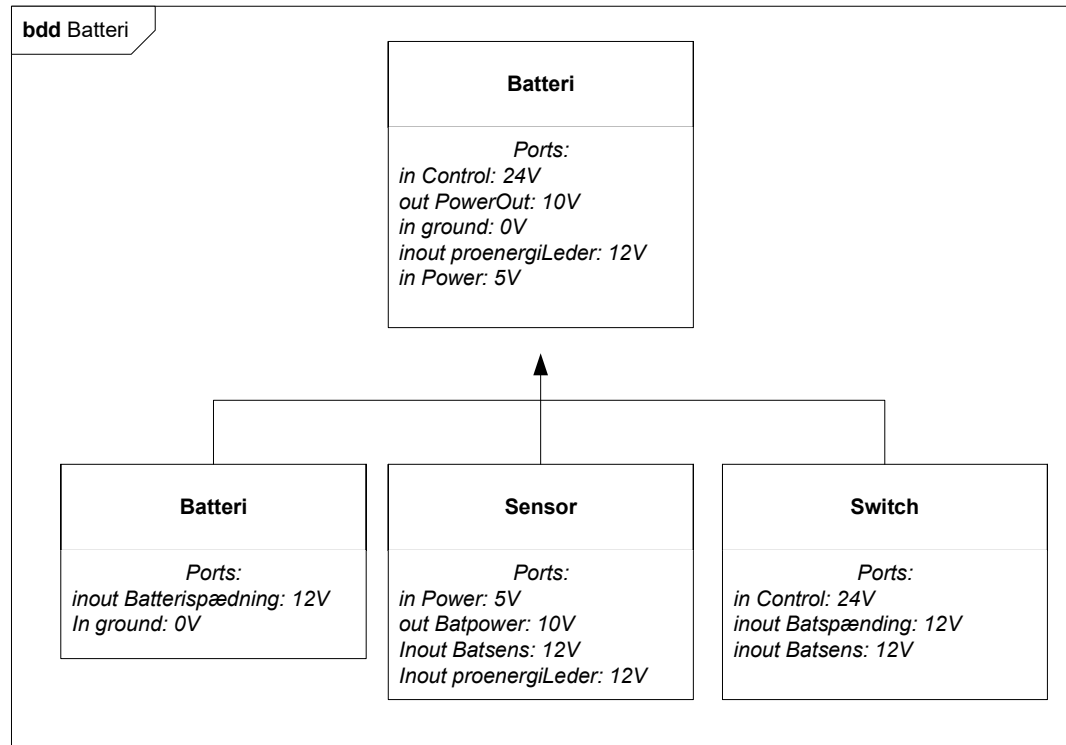 bdd Batteri
Batteri
Ports:
in Control: 24V
out PowerOut: 10V
in ground: 0V
inout proenergiLeder: 12V
in Power: 5V
Batteri
Ports:
inout Batterispædning: 12V
In ground: 0V
Sensor
Ports:
in Power: 5V
out Batpower: 10V
Inout Batsens: 12V
Inout proenergiLeder: 12V
Switch
Ports:
in Control: 24V
inout Batspænding: 12V
inout Batsens: 12V